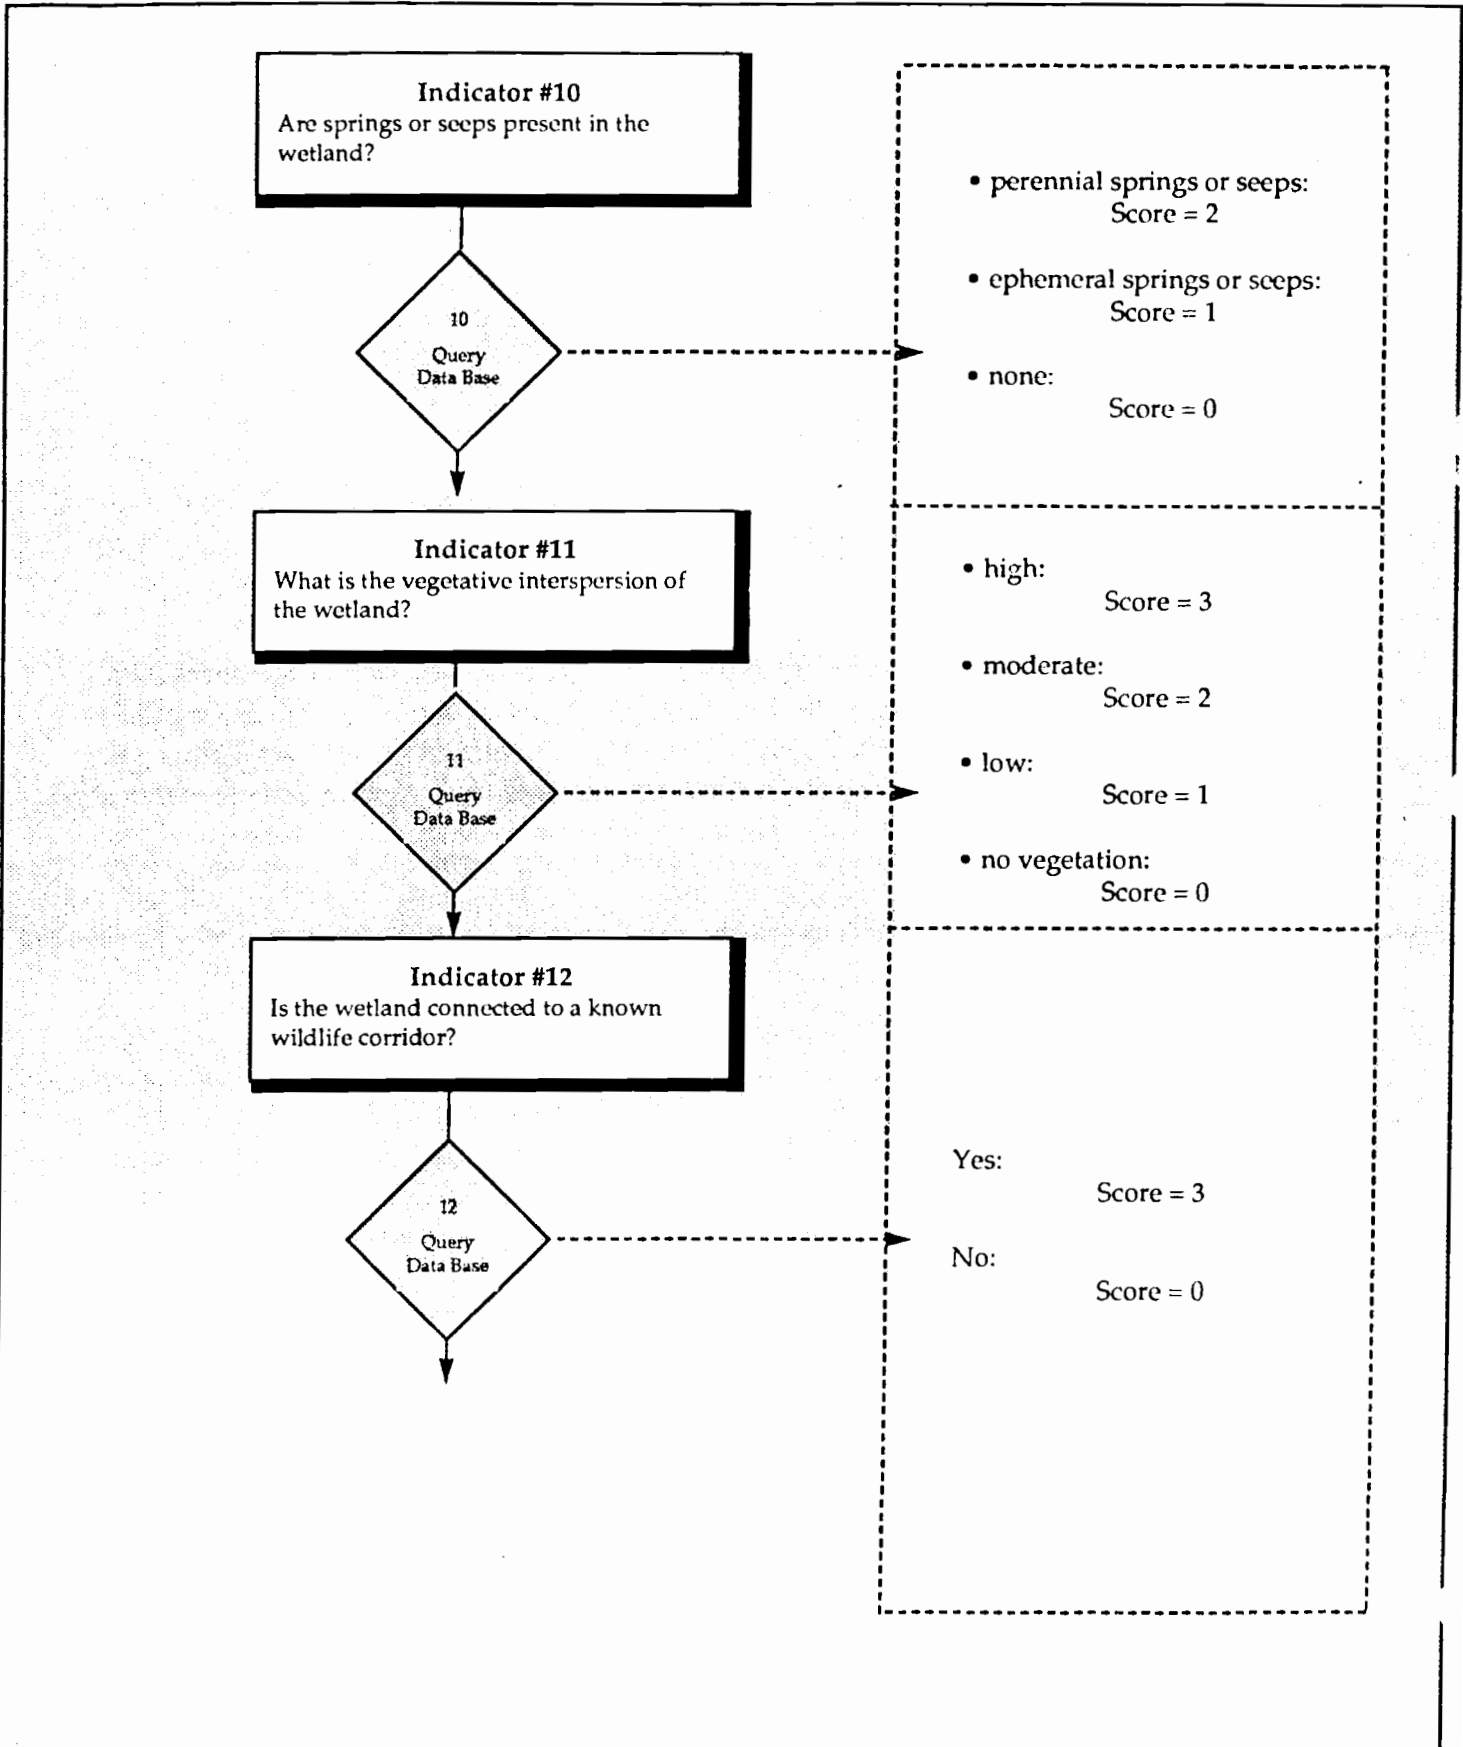 Indicator #10
Are springs or seeps present in the
wetland?
10
Query
Data Base
• perennial springs or seeps:
Score = 2
• ephemeral springs or seeps:
Score = 1
• none:
Score = 0
Indicator #11
What is the vegetative interspersion of
the wetland?
11
Query
Data Base
• high:
Score = 3
• moderate:
Score = 2
• low:
Score = 1
• no vegetation:
Score = 0
Indicator #12
Is the wetland connected to a known
wildlife corridor?
12
Query
Data Base
Yes:
Score = 3
No:
Score = 0